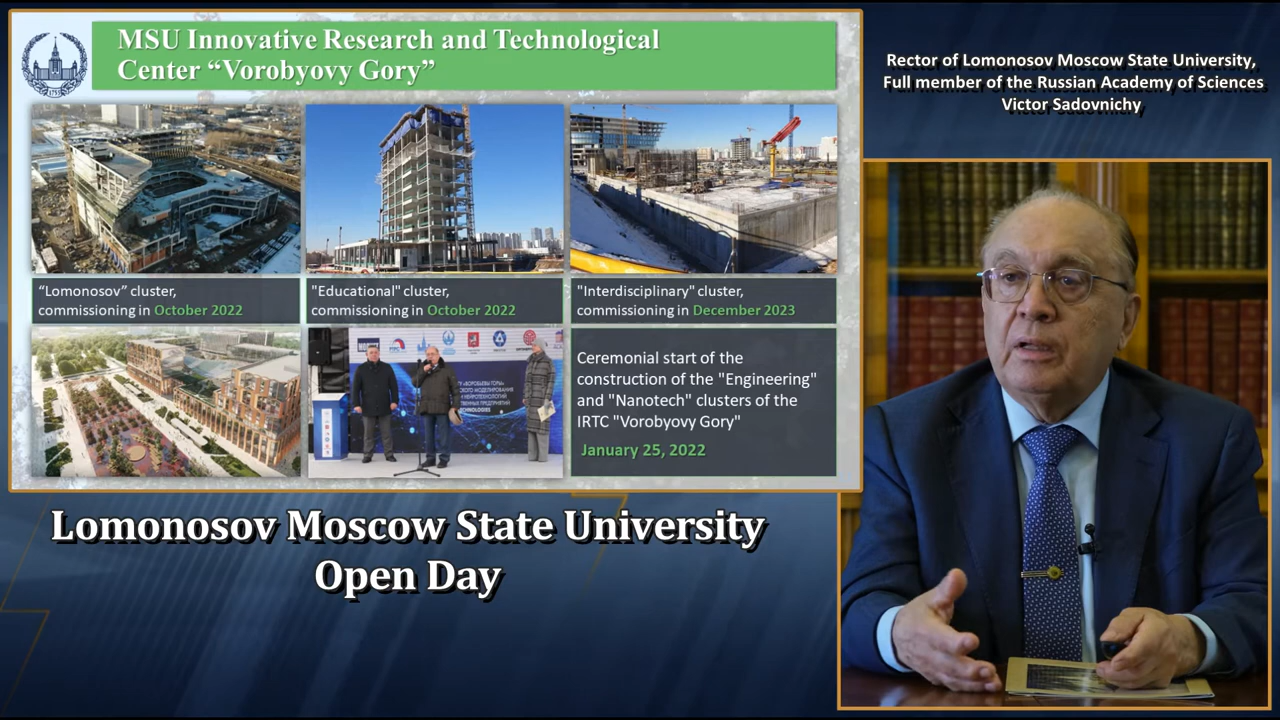 MSU Innovative Research and Technological
Center “Vorobyovy Gory”
Rector of Lomonosov Moscow State University,
Full member of the Russian Academy of Sciences
Victor Sadovnichy
“Lomonosov” cluster,
commissioning in October 2022
"Educational" cluster,
commissioning in October 2022
"Interdisciplinary" cluster,
commissioning in December 2023
Ceremonial start of the
construction of the "Engineering"
and "Nanotech" clusters of the
IRTC "Vorobyovy Gory"
January 25, 2022
Lomonosov Moscow State University
Open Day